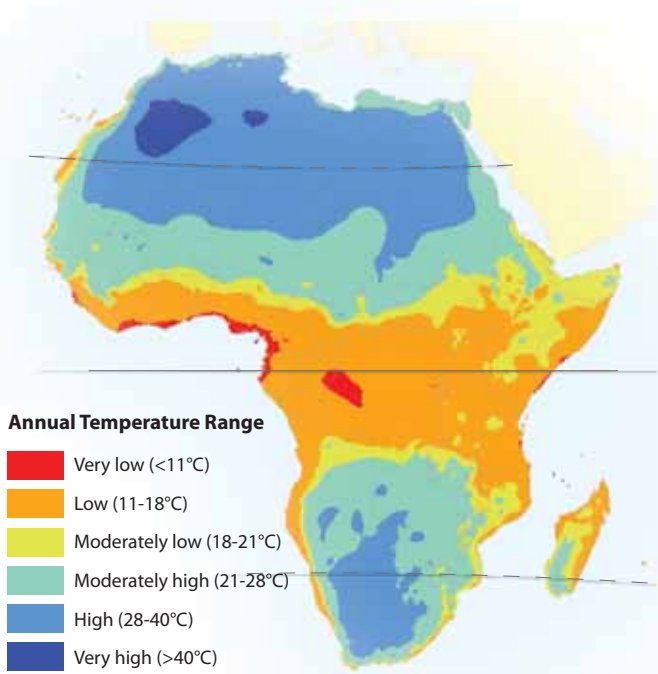 Annual Temperature Range
Very low (<11°C)
Low (11-18°C)
Moderately low (18-21°C)
Moderately high (21-28°C)
High (28-40°C)
Very high (>40°C)